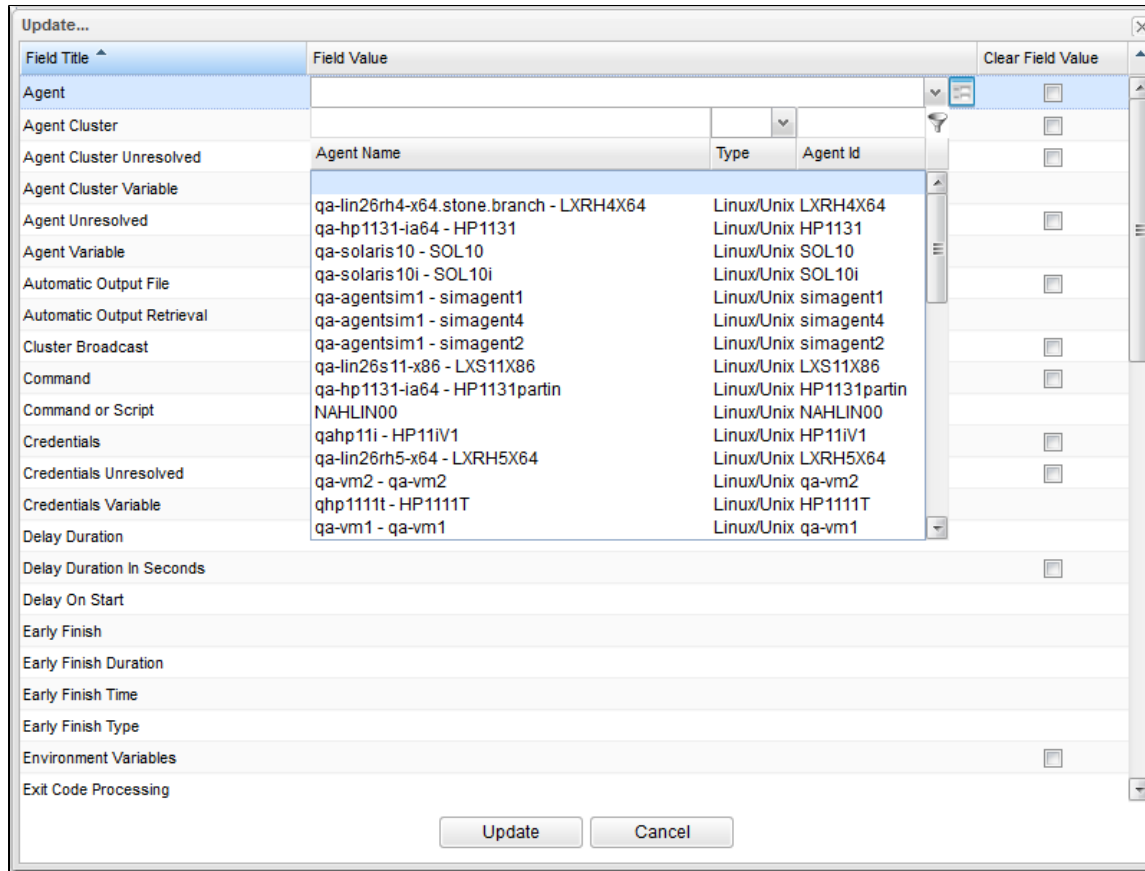 Update...
Field Title Field Value Clear Field Value
Agent
Agent Cluster
Agent Cluster Unresolved Agent Name Type Agent Id
Agent Cluster Variable
qa-lin26rh4-x64.stone.branch - LXRH4X64 Linux/Unix LXRH4X64
Agent Unresolved qa-hp1131-ia64 - HP1131 Linux/Unix HP1131
Agent Variable qa-solaris10 - SOL10 Linux/Unix SOL10
qa-solaris10i - SOL10i Linux/Unix SOL10i
Automatic Output File qa-agentsim1 - simagent1 Linux/Unix simagent1
Automatic Output Retrieval qa-agentsim1 - simagent4 Linux/Unix simagent4
Cluster Broadcast qa-agentsim1 - simagent2 Linux/Unix simagent2
qa-lin26s11-x86 - LXS11X86 Linux/Unix LXS11X86
Command qa-hp1131-ia64 - HP1131partin Linux/Unix HP1131partin
Command or Script NAHLIN00 Linux/Unix NAHLIN00
Credentials qahp11i - HP11iV1 Linux/Unix HP11iV1
qa-lin26rh5-x64 - LXRH5X64 Linux/Unix LXRH5X64
Credentials Unresolved qa-vm2 - qa-vm2 Linux/Unix qa-vm2
Credentials Variable qhp1111t - HP1111T Linux/Unix HP1111T
Delay Duration qa-vm1 - qa-vm1 Linux/Unix qa-vm1
Delay Duration In Seconds
Delay On Start
Early Finish
Early Finish Duration
Early Finish Time
Early Finish Type
Environment Variables
Exit Code Processing
Update Cancel